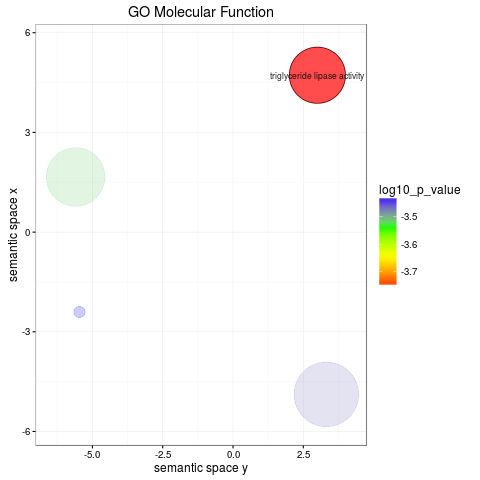 GO Molecular Function
6
3
0
-3
-6
semantic space x
triglyceride lipase activity
-5.0
-2.5
0.0
2.5
semantic space y
log10_p_value
-3.5
-3.6
-3.7